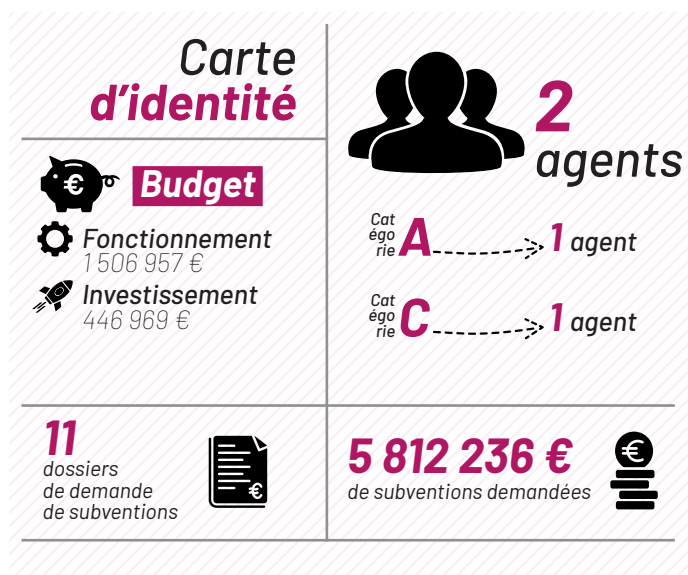 Carte
d'identité
€ Budget
Fonctionnement
1 506 957 €
Investissement
446 969 €
2
agents
Cat
égo
rie
A
1 agent
Cat
égo
rie
C
1 agent
11
dossiers
de demande
de subventions
€
5 812 236 €
de subventions demandées
€